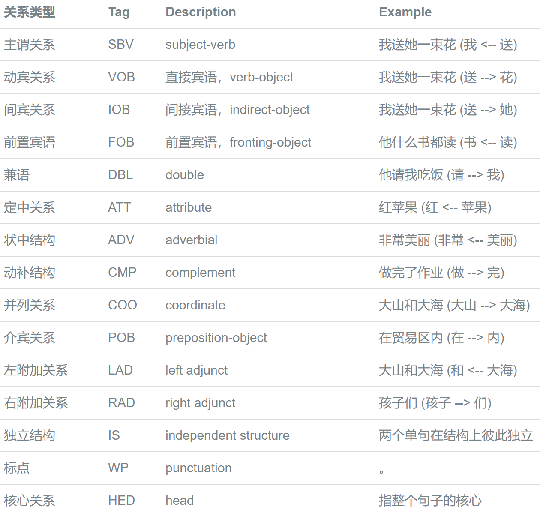 关系类型 Tag Description Example
主谓关系 SBV subject-verb 我送她一束花 (我 <-- 送)
动宾关系 VOB 直接宾语，verb-object 我送她一束花 (送 --> 花)
间宾关系 IOB 间接宾语，indirect-object 我送她一束花 (送 --> 她)
前置宾语 FOB 前置宾语，fronting-object 他什么书都读 (书 <-- 读)
兼语 DBL double 他请我吃饭 (请 --> 我)
定中关系 ATT attribute 红苹果 (红 <-- 苹果)
状中结构 ADV adverbial 非常美丽 (非常 <-- 美丽)
动补结构 CMP complement 做完了作业 (做 --> 完)
并列关系 COO coordinate 大山和大海 (大山 --> 大海)
介宾关系 POB preposition-object 在贸易区内 (在 --> 内)
左附加关系 LAD left adjunct 大山和大海 (和 <-- 大海)
右附加关系 RAD right adjunct 孩子们 (孩子 --> 们)
独立结构 IS independent structure 两个单句在结构上彼此独立
标点 WP punctuation 。
核心关系 HED head 指整个句子的核心